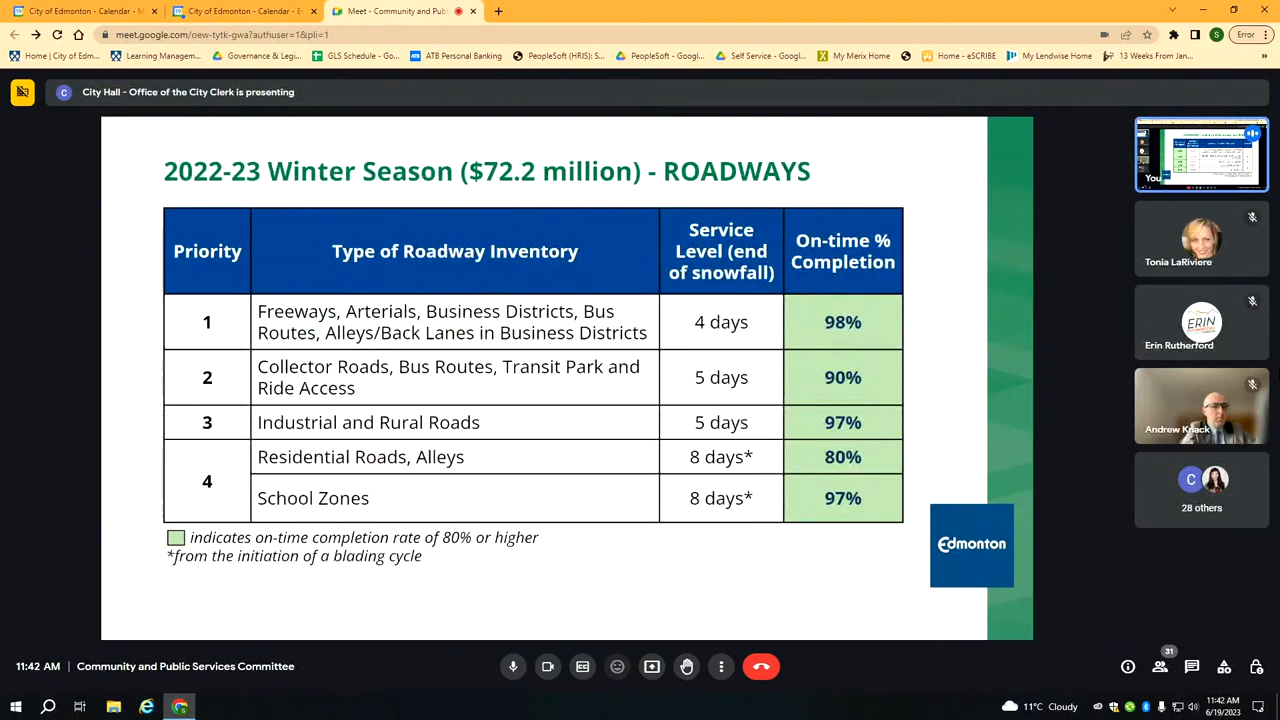 City of Edmonton - Calendar - M
City of Edmonton - Calendar - E
Meet - Community and Publi
meet.google.com/oew-tytk-gwa?authuser=1&pli=1
S
Error
Home | City of Edm...
Learning Managem...
Governance & Legi...
GLS Schedule - Go...
ATB Personal Banking
PeopleSoft (HRIS): S...
PeopleSoft - Googl...
Self Service - Googl...
My Merix Home
Home - eSCRIBE
My Lendwise Home
13 Weeks From Jan...
C
City Hall - Office of the City Clerk is presenting
2022-23 Winter Season ($72.2 million) - ROADWAYS
Priority
Type of Roadway Inventory
Service
Level (end
of snowfall)
On-time %
Completion
1
Freeways, Arterials, Business Districts, Bus
Routes, Alleys/Back Lanes in Business Districts
4 days
98%
2
Collector Roads, Bus Routes, Transit Park and
Ride Access
5 days
90%
3
Industrial and Rural Roads
5 days
97%
4
Residential Roads, Alleys
8 days*
80%
School Zones
8 days*
97%
indicates on-time completion rate of 80% or higher
*from the initiation of a blading cycle
Edmonton
You
Tonia LaRiviere
ERIN
Erin Rutherford
Andrew Knack
C
28 others
11:42 AM | Community and Public Services Committee
31
11°C Cloudy
11:42 AM
6/19/2023